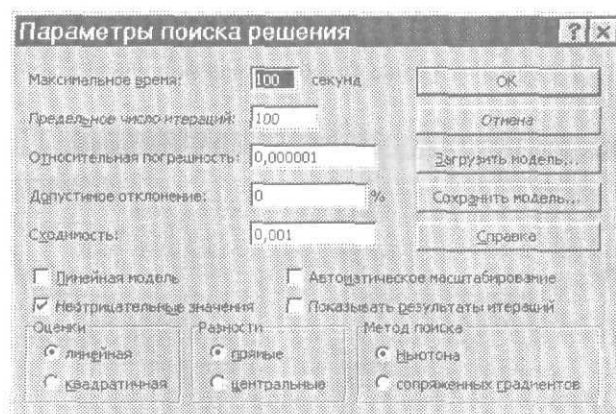 Параметры поиска решения
Максимальное время: 100 секунд
OK
Предельное число итераций: 100
Отмена
Относительная погрешность: 0,000001
Загрузить модель...
Допустимое отклонение: 0 %
Сохранить модель...
Сходимость: 0,001
Справка
Линейная модель
Автоматическое масштабирование
Неотрицательные значения
Показывать результаты итераций
Оценки
Разности
Метод поиска
линейная
прямые
Ньютона
квадратичная
центральные
сопряженных градиентов